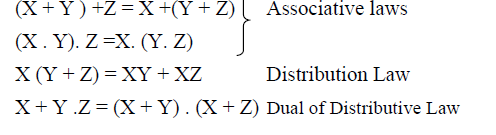 (X + Y ) +Z = X +(Y + Z) Associative laws
(X . Y). Z =X. (Y. Z)
X (Y + Z) = XY + XZ Distribution Law
X + Y .Z = (X + Y) . (X + Z) Dual of Distributive Law